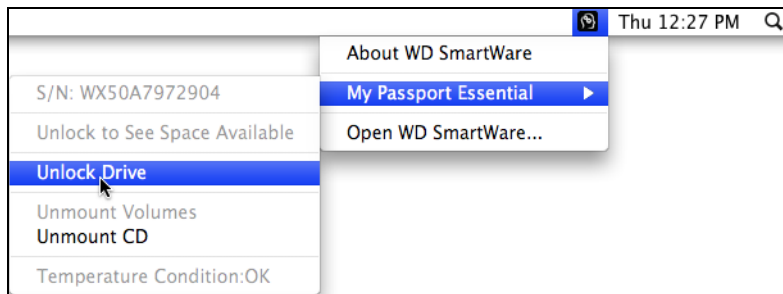 Thu 12:27 PM
About WD SmartWare
My Passport Essential
Open WD SmartWare...
S/N: WX50A7972904
Unlock to See Space Available
Unlock Drive
Unmount Volumes
Unmount CD
Temperature Condition:OK